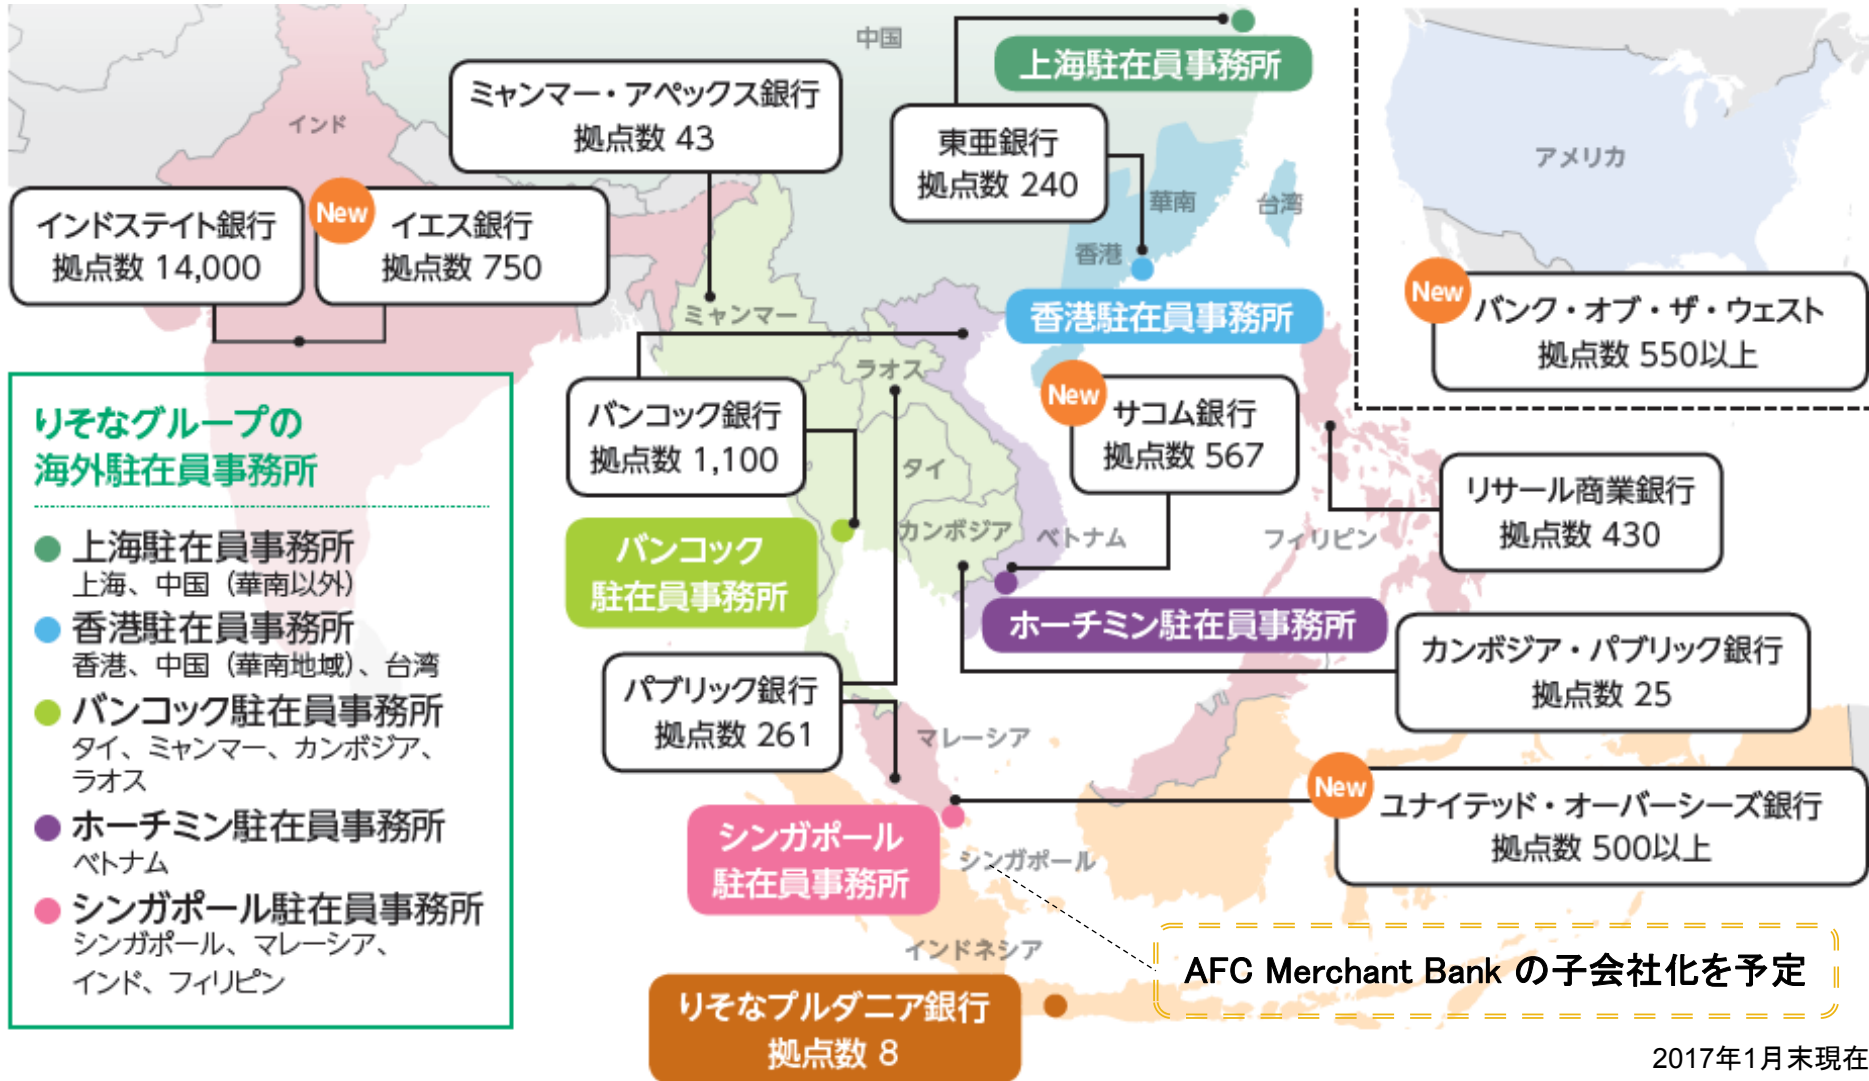 中国
上海駐在員事務所
ミャンマー・アペックス銀行
拠点数 43
インド
東亜銀行
拠点数 240
アメリカ
華南
台湾
香港
インドステイト銀行
拠点数 14,000
New
イエス銀行
拠点数 750
New
バンク・オブ・ザ・ウェスト
拠点数 550以上
ミャンマー
香港駐在員事務所
ラオス
バンコック銀行
拠点数 1,100
New
サコム銀行
拠点数 567
タイ
リサール商業銀行
拠点数 430
カンボジア
ベトナム
フィリピン
バンコック
駐在員事務所
ホーチミン駐在員事務所
カンボジア・パブリック銀行
拠点数 25
パブリック銀行
拠点数 261
マレーシア
New
ユナイテッド・オーバーシーズ銀行
拠点数 500以上
シンガポール
駐在員事務所
シンガポール
インドネシア
AFC Merchant Bank の子会社化を予定
りそなプルダニア銀行
拠点数 8
りそなグループの
海外駐在員事務所
上海駐在員事務所
上海、中国（華南以外）
香港駐在員事務所
香港、中国（華南地域）、台湾
バンコック駐在員事務所
タイ、ミャンマー、カンボジア、
ラオス
ホーチミン駐在員事務所
ベトナム
シンガポール駐在員事務所
シンガポール、マレーシア、
インド、フィリピン
2017年1月末現在